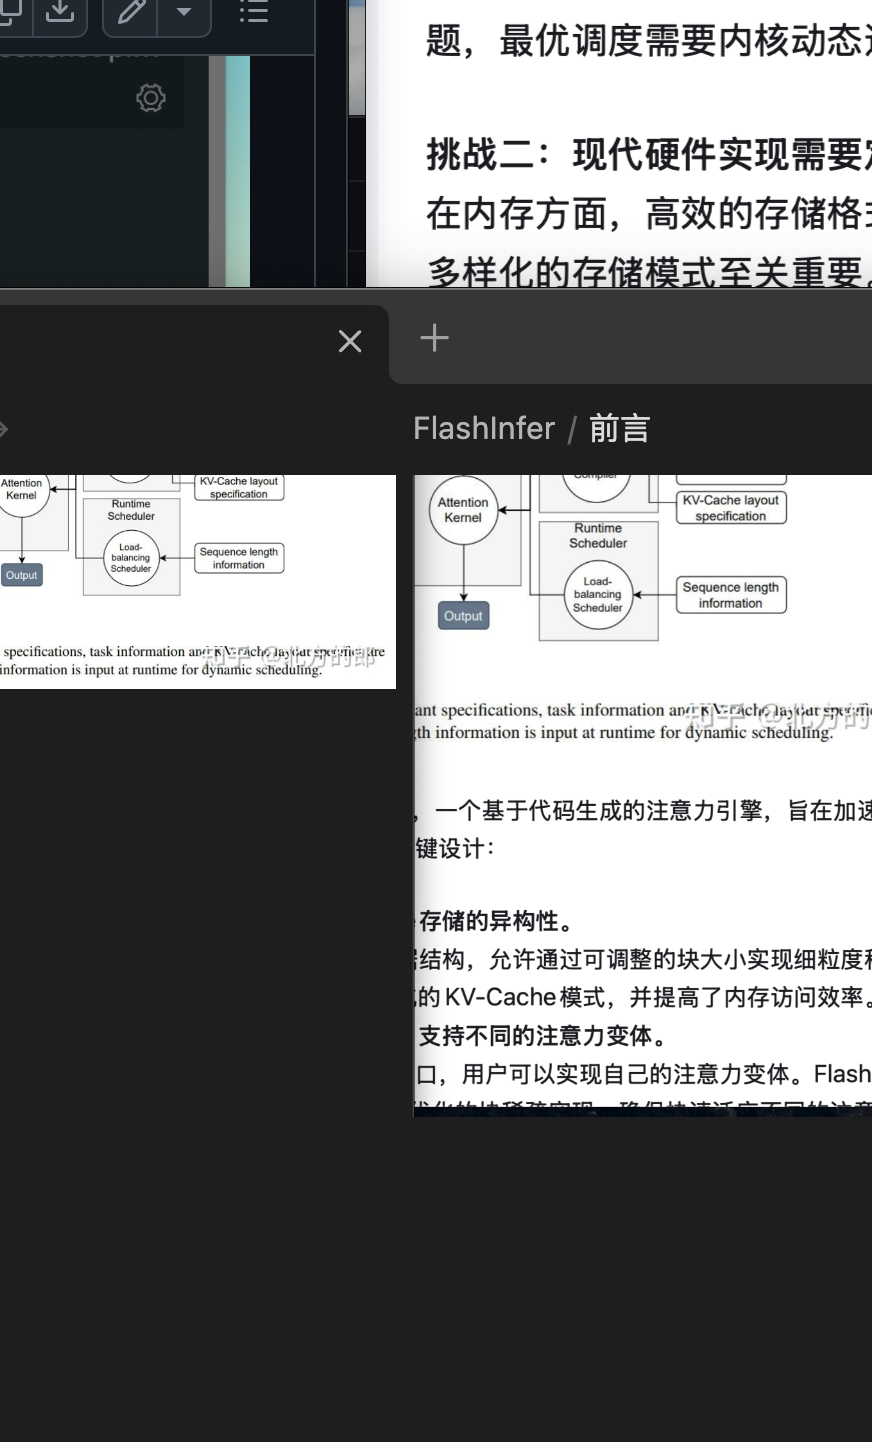 题，最优调度需要内核动态
挑战二：现代硬件实现需要
在内存方面，高效的存储格
多样化的存储模式至关重要。
FlashInfer / 前言
Attention
Kernel
KV-Cache layout
specification
Runtime
Scheduler
Load-
balancing
Scheduler
Sequence length
information
Output
specifications, task information and KV-cache layout specific are
information is input at runtime for dynamic scheduling.
知乎 @北方的郎
Compiler
Attention
Kernel
KV-Cache layout
specification
Runtime
Scheduler
Load-
balancing
Scheduler
Sequence length
information
Output
ant specifications, task information and KV-cache layout specifi
th information is input at runtime for dynamic scheduling.
知乎 @北方的
，一个基于代码生成的注意力引擎，旨在加速
键设计：
存储的异构性。
结构，允许通过可调整的块大小实现细粒度
的 KV-Cache 模式，并提高了内存访问效率。
支持不同的注意力变体。
口，用户可以实现自己的注意力变体。Flash